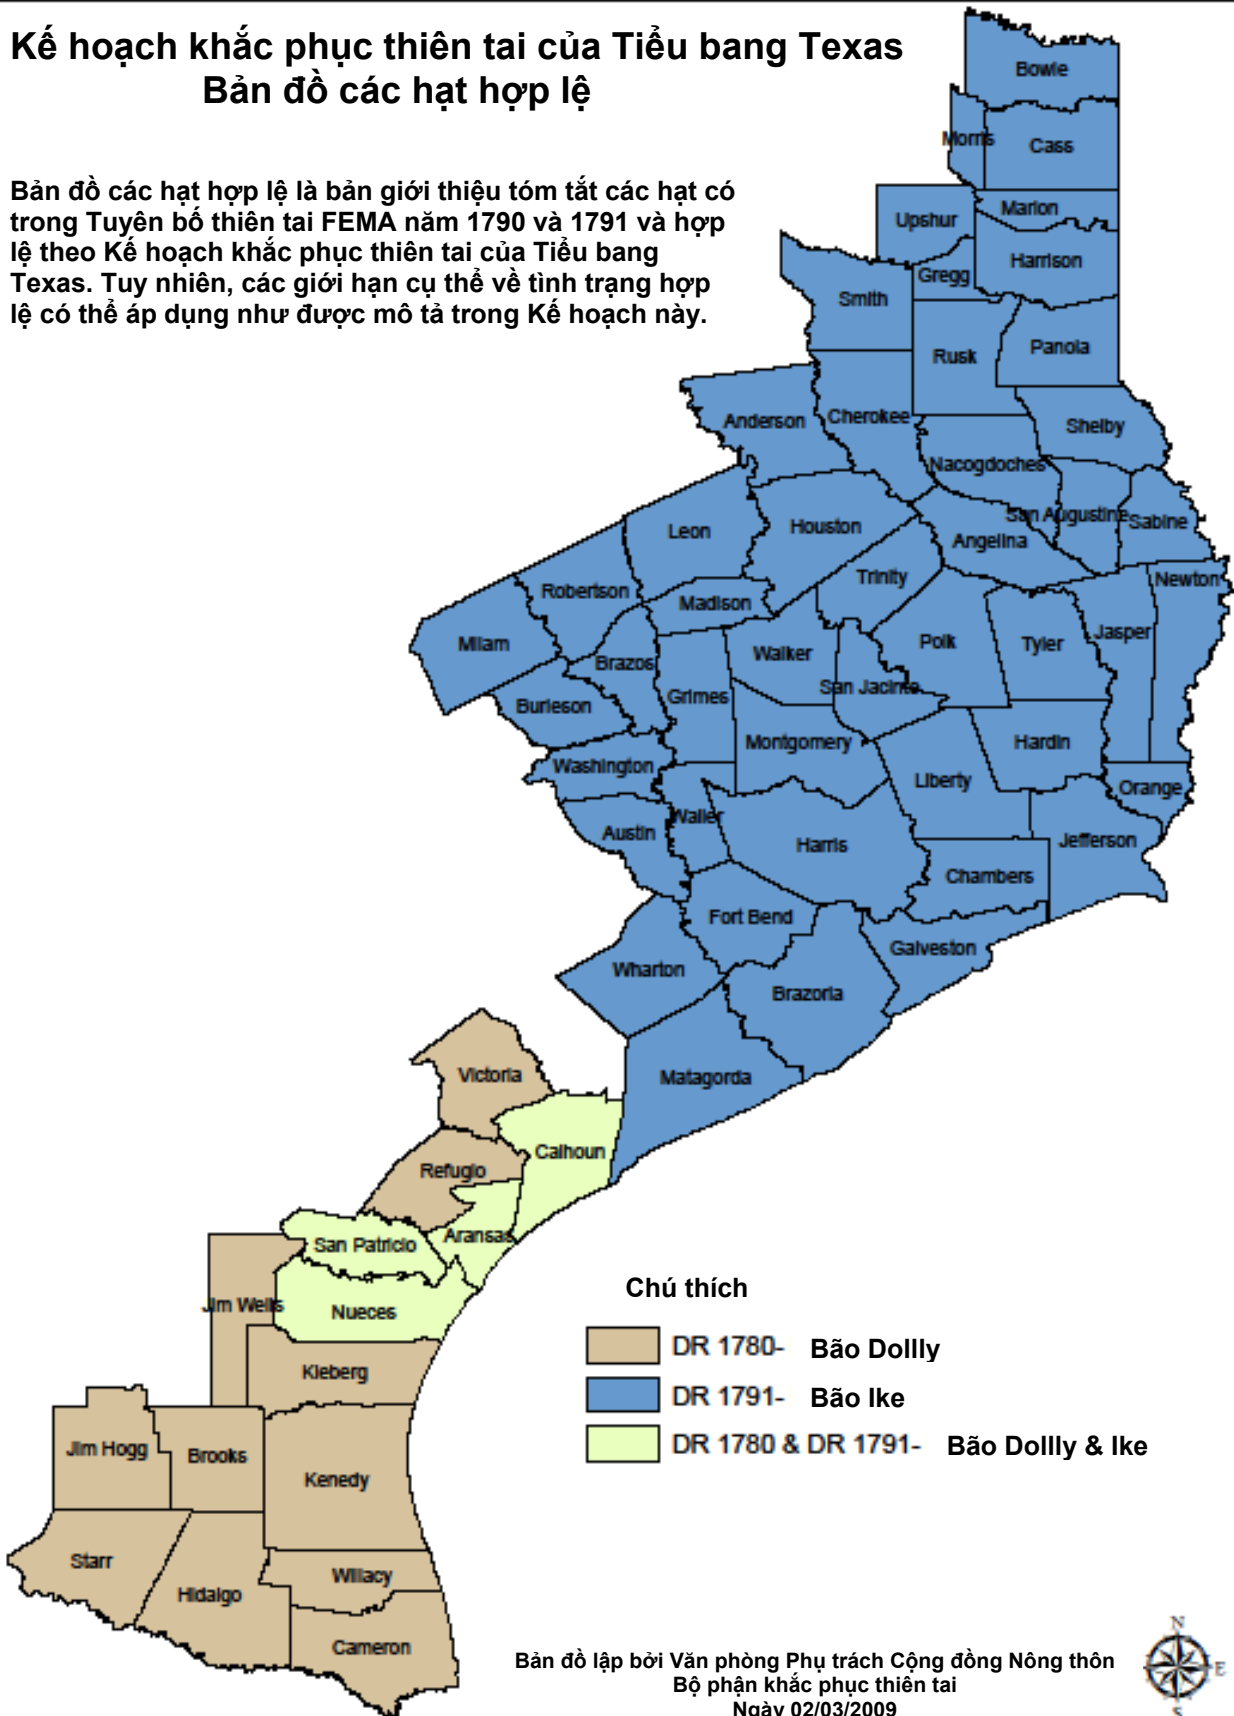 Kế hoạch khắc phục thiên tai của Tiểu bang Texas
Bản đồ các hạt hợp lệ
Bản đồ các hạt hợp lệ là bản giới thiệu tóm tắt các hạt có
trong Tuyên bố thiên tai FEMA năm 1790 và 1791 và hợp
lệ theo Kế hoạch khắc phục thiên tai của Tiểu bang
Texas. Tuy nhiên, các giới hạn cụ thể về tình trạng hợp
lệ có thể áp dụng như được mô tả trong Kế hoạch này.
Bowie
Morris
Cass
Marion
Upshur
Harrison
Gregg
Smith
Rusk
Panola
Anderson
Cherokee
Shelby
Nacogdoches
San Augustine
Sabine
Leon
Houston
Angelina
Trinity
Newton
Robertson
Madison
Milam
Brazos
Walker
Polk
Tyler
Jasper
San Jacinto
Grimes
Burleson
Montgomery
Hardin
Washington
Liberty
Orange
Waller
Austin
Harris
Jefferson
Chambers
Fort Bend
Galveston
Wharton
Brazoria
Matagorda
Victoria
Calhoun
Refugio
Aransas
San Patricio
Jim Wells
Nueces
Kleberg
Jim Hogg
Brooks
Kenedy
Starr
Willacy
Hidalgo
Cameron
Chú thích
DR 1780- Bão Dollly
DR 1791- Bão Ike
DR 1780 & DR 1791- Bão Dollly & Ike
Bản đồ lập bởi Văn phòng Phụ trách Cộng đồng Nông thôn
Bộ phận khắc phục thiên tai
Ngày 02/03/2009
N
E
S